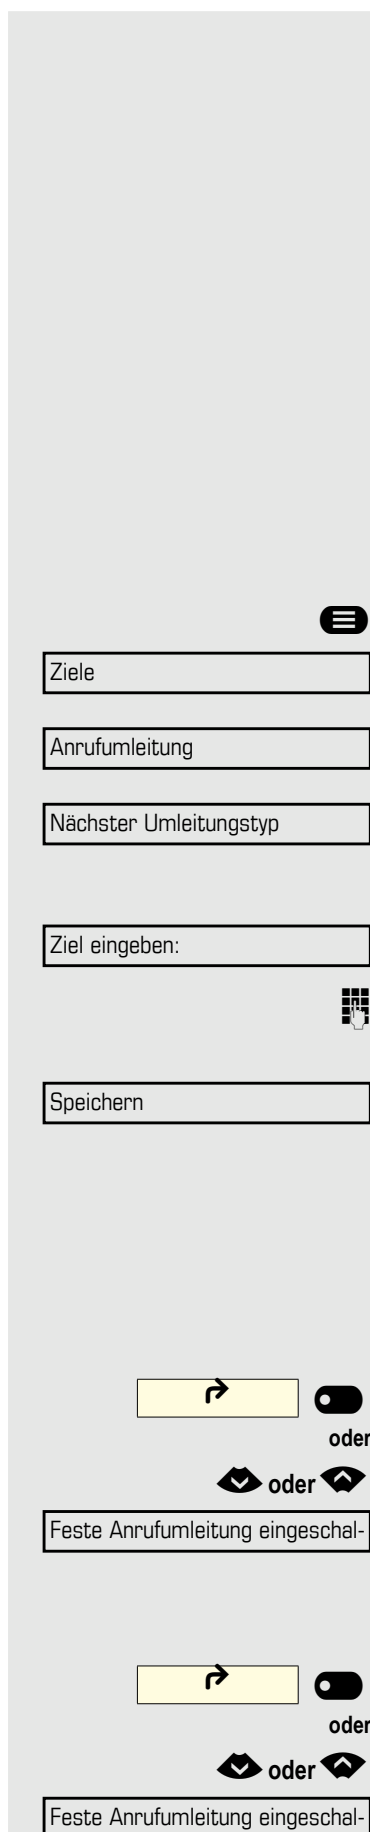 Ziele
Anrufumleitung
Nächster Umleitungstyp
Ziel eingeben:
Speichern
oder
oder
Feste Anrufumleitung eingeschal-
oder
oder
Feste Anrufumleitung eingeschal-